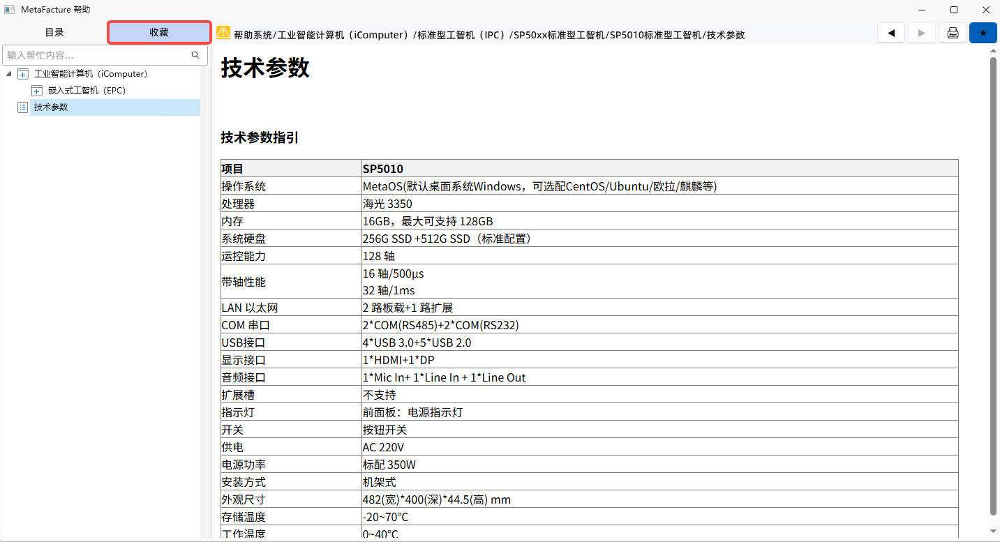 MetaFacture 帮助
目录
收藏
帮助系统/工业智能计算机（iComputer）/标准型工智机（IPC）/SP50xx标准型工智机/SP5010标准型工智机/技术参数
输入帮忙内容...
工业智能计算机（iComputer）
嵌入式工智机（EPC）
技术参数
技术参数
技术参数指引
项目 SP5010
操作系统 MetaOS(默认桌面系统Windows，可选配CentOS/Ubuntu/欧拉/麒麟等)
处理器 海光 3350
内存 16GB，最大可支持 128GB
系统硬盘 256G SSD +512G SSD（标准配置）
运控能力 128 轴
带轴性能 16 轴/500μs
32 轴/1ms
LAN 以太网 2 路板载+1 路扩展
COM 串口 2*COM(RS485)+2*COM(RS232)
USB接口 4*USB 3.0+5*USB 2.0
显示接口 1*HDMI+1*DP
音频接口 1*Mic In+ 1*Line In + 1*Line Out
扩展槽 不支持
指示灯 前面板：电源指示灯
开关 按钮开关
供电 AC 220V
电源功率 标配 350W
安装方式 机架式
外观尺寸 482(宽)*400(深)*44.5(高) mm
存储温度 -20~70℃
工作温度 0~40℃